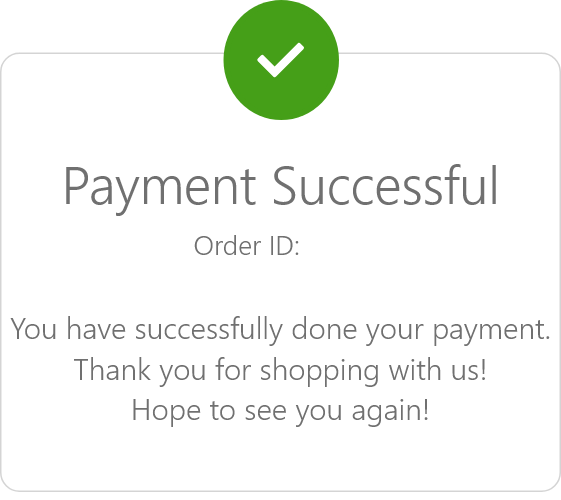 Payment Successful
Order ID:
You have successfully done your payment.
Thank you for shopping with us!
Hope to see you again!